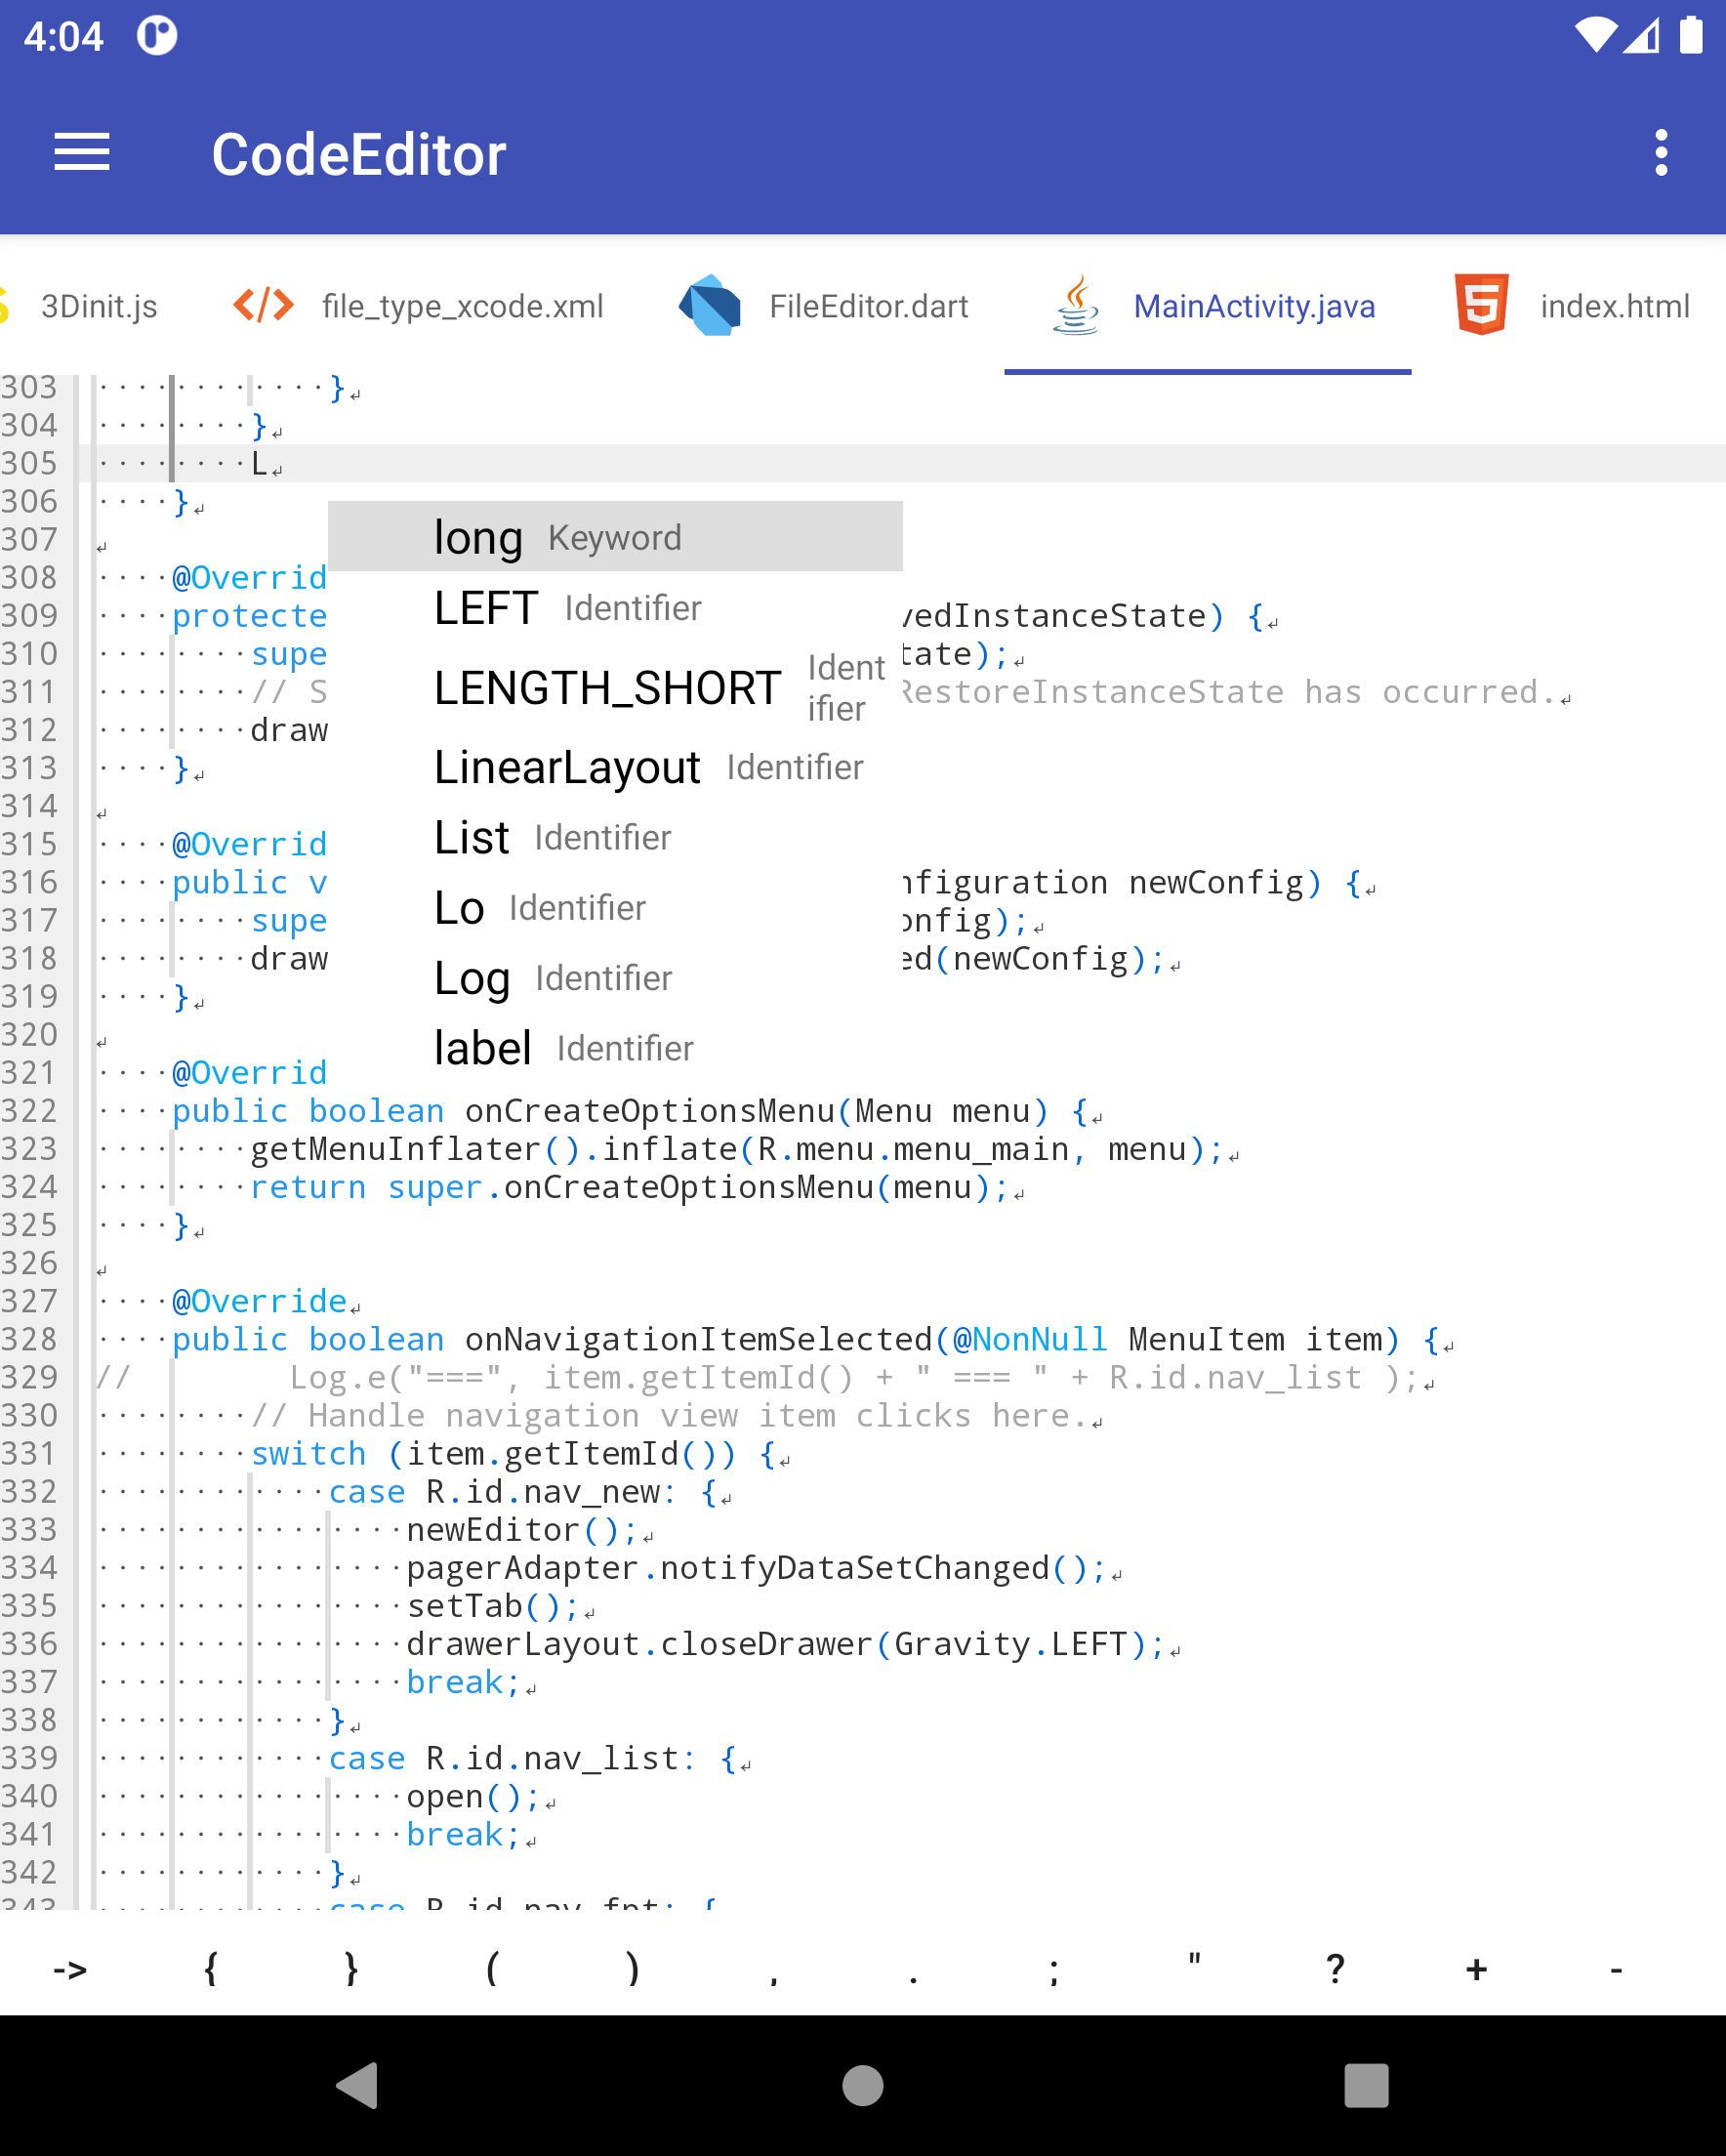 4:04
CodeEditor
3Dinit.js file_type_xcode.xml FileEditor.dart MainActivity.java index.html
303 }
304 }
305 L
306 }
307
308 @Overrid
309 protecte vedInstanceState) {
310 supe tate);
311 // S RestoreInstanceState has occurred.
312 draw
313 }
314
315 @Overrid
316 public v nfiguration newConfig) {
317 supe onfig);
318 draw ed(newConfig);
319 }
320
321 @Overrid
long Keyword
LEFT Identifier
LENGTH_SHORT Ident
ifier
LinearLayout Identifier
List Identifier
Lo Identifier
Log Identifier
label Identifier
322 public boolean onCreateOptionsMenu(Menu menu) {
323 getMenuInflater().inflate(R.menu.menu_main, menu);
324 return super.onCreateOptionsMenu(menu);
325 }
326
327 @Override
328 public boolean onNavigationItemSelected(@NonNull MenuItem item) {
329 // Log.e("===", item.getItemId() + " === " + R.id.nav_list );
330 // Handle navigation view item clicks here.
331 switch (item.getItemId()) {
332 case R.id.nav_new: {
333 newEditor();
334 pagerAdapter.notifyDataSetChanged();
335 setTab();
336 drawerLayout.closeDrawer(Gravity.LEFT);
337 break;
338 }
339 case R.id.nav_list: {
340 open();
341 break;
342 }
343 case R.id.nav_fnt: {
-> { } ( ) , . ; " ? + -